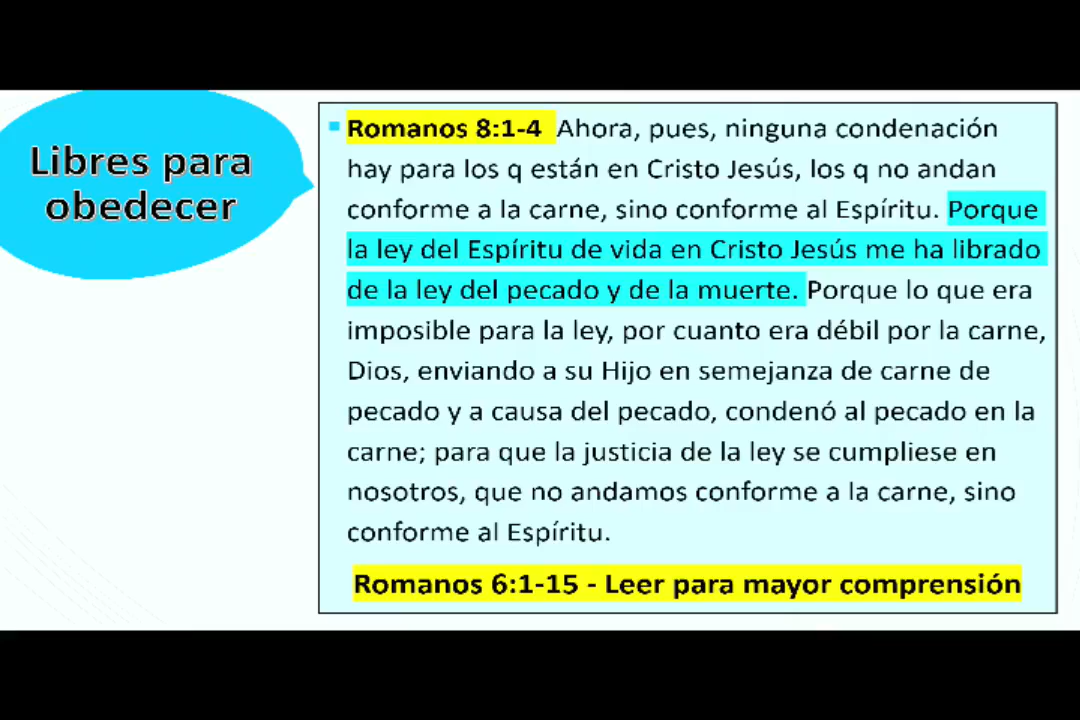 Libres para
obedecer
Romanos 8:1-4 Ahora, pues, ninguna condenación
hay para los q están en Cristo Jesús, los q no andan
conforme a la carne, sino conforme al Espíritu. Porque
la ley del Espíritu de vida en Cristo Jesús me ha librado
de la ley del pecado y de la muerte. Porque lo que era
imposible para la ley, por cuanto era débil por la carne,
Dios, enviando a su Hijo en semejanza de carne de
pecado y a causa del pecado, condenó al pecado en la
carne; para que la justicia de la ley se cumpliese en
nosotros, que no andamos conforme a la carne, sino
conforme al Espíritu.
Romanos 6:1-15 - Leer para mayor comprensión